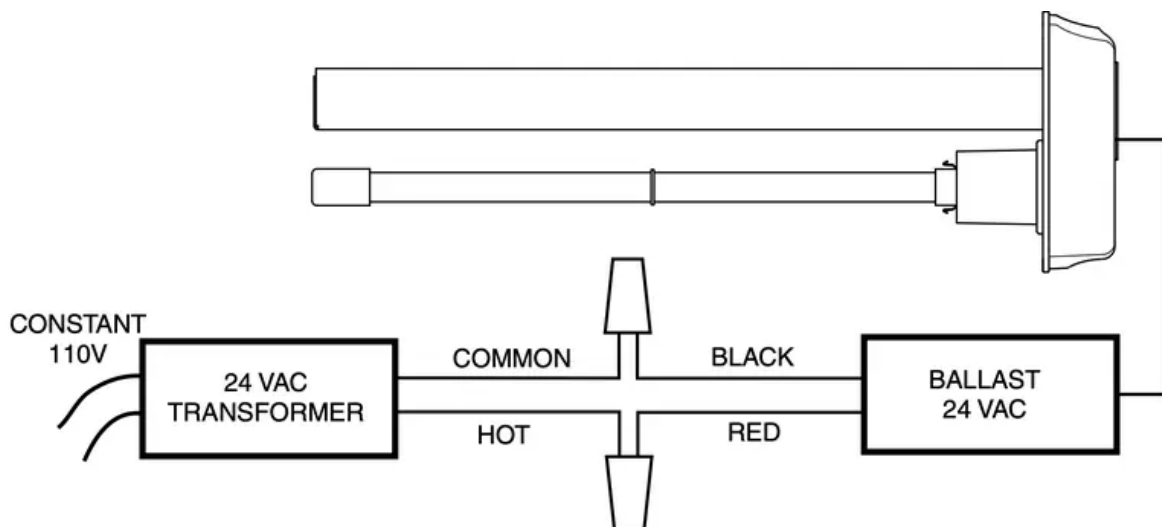 CONSTANT
110V
24 VAC
TRANSFORMER
COMMON
HOT
BLACK
RED
BALLAST
24 VAC